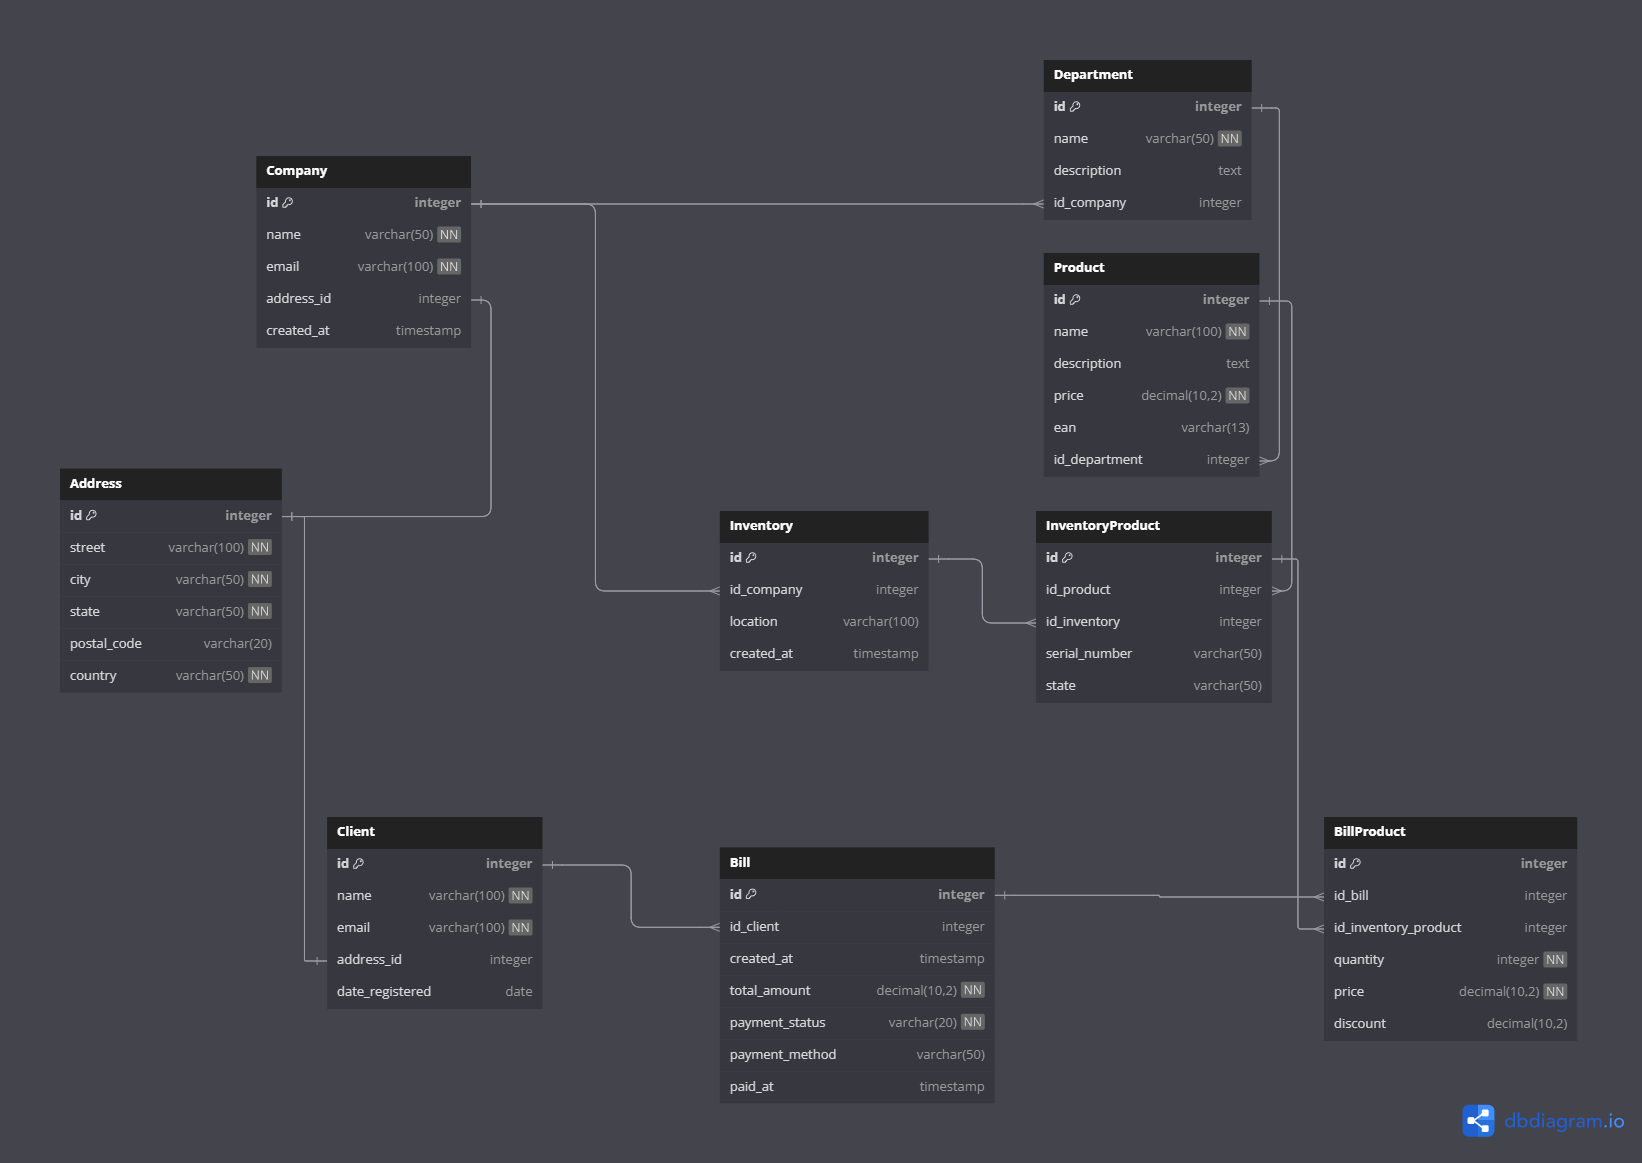 Department
id integer
name varchar(50) NN
description text
id_company integer
Company
id integer
name varchar(50) NN
email varchar(100) NN
address_id integer
created_at timestamp
Product
id integer
name varchar(100) NN
description text
price decimal(10,2) NN
ean varchar(13)
id_department integer
Address
id integer
street varchar(100) NN
city varchar(50) NN
state varchar(50) NN
postal_code varchar(20)
country varchar(50) NN
Inventory
id integer
id_company integer
location varchar(100)
created_at timestamp
InventoryProduct
id integer
id_product integer
id_inventory integer
serial_number varchar(50)
state varchar(50)
Client
id integer
name varchar(100) NN
email varchar(100) NN
address_id integer
date_registered date
Bill
id integer
id_client integer
created_at timestamp
total_amount decimal(10,2) NN
payment_status varchar(20) NN
payment_method varchar(50)
paid_at timestamp
BillProduct
id integer
id_bill integer
id_inventory_product integer
quantity integer NN
price decimal(10,2) NN
discount decimal(10,2)
dbdiagram.io